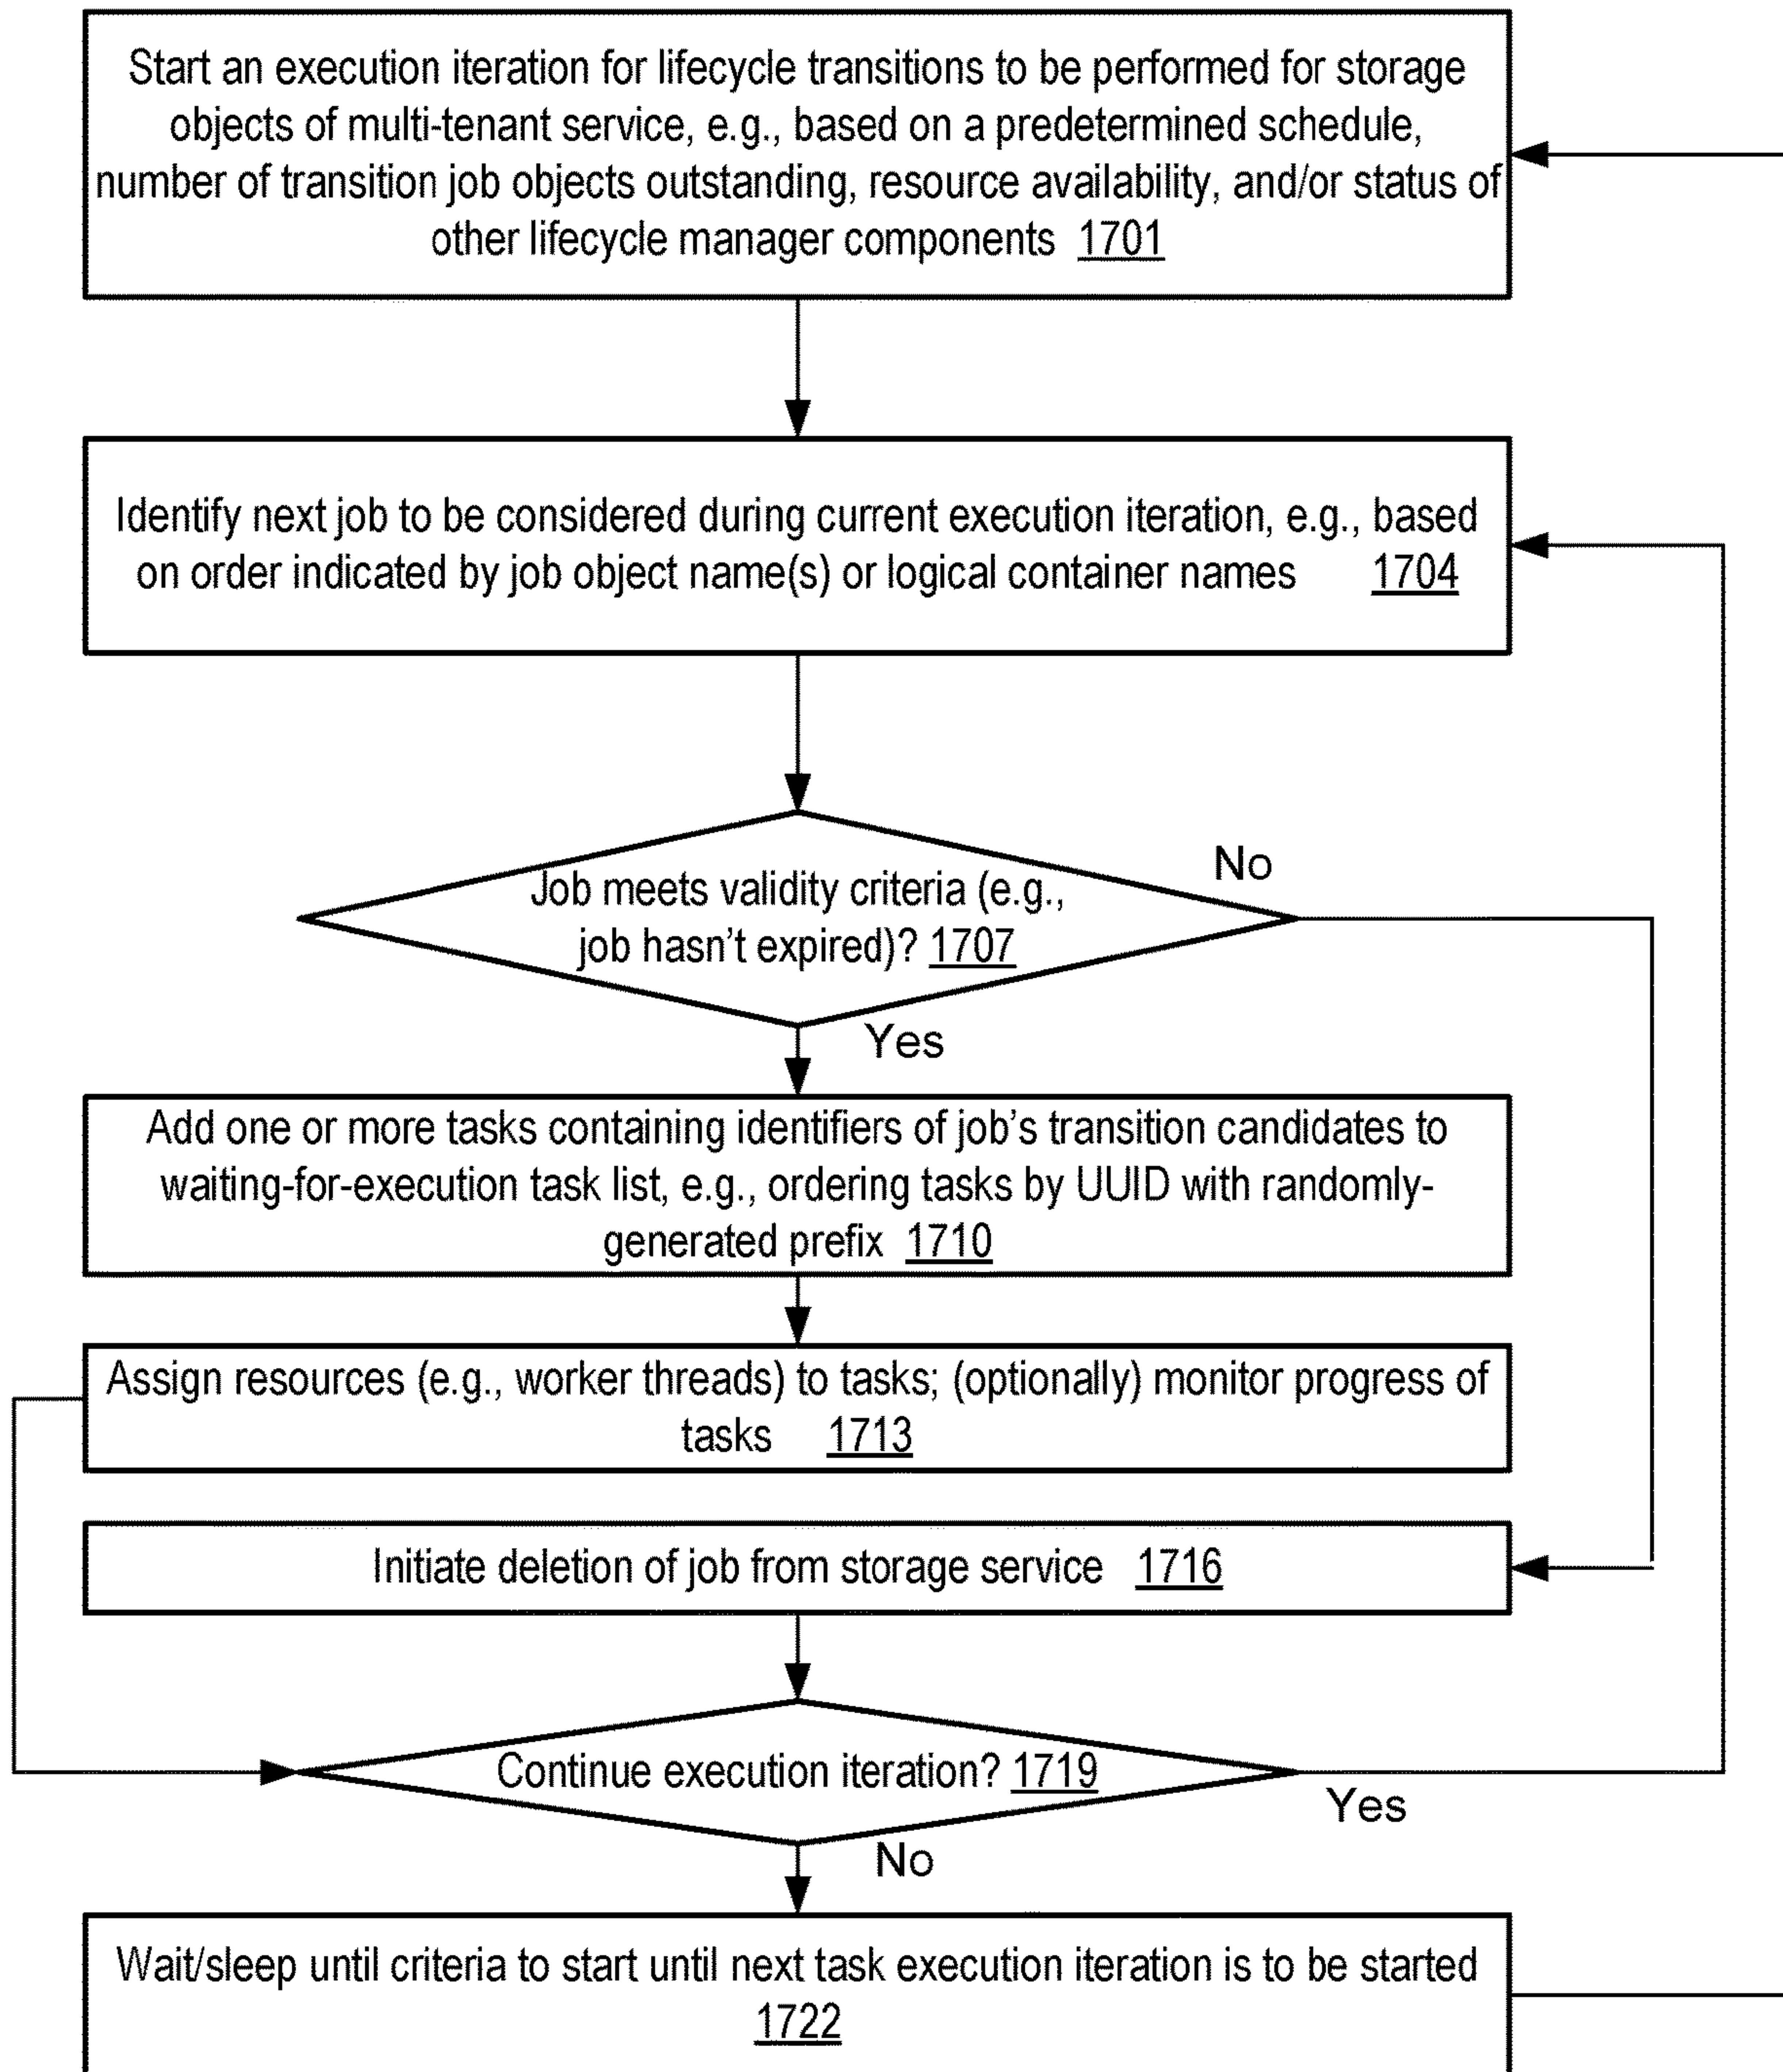 Start an execution iteration for lifecycle transitions to be performed for storage
objects of multi-tenant service, e.g., based on a predetermined schedule,
number of transition job objects outstanding, resource availability, and/or status of
other lifecycle manager components 1701
Identify next job to be considered during current execution iteration, e.g., based
on order indicated by job object name(s) or logical container names 1704
No
Job meets validity criteria (e.g.,
job hasn't expired)? 1707
Yes
Add one or more tasks containing identifiers of job's transition candidates to
waiting-for-execution task list, e.g., ordering tasks by UUID with randomly-
generated prefix 1710
Assign resources (e.g., worker threads) to tasks; (optionally) monitor progress of
tasks 1713
Initiate deletion of job from storage service 1716
Continue execution iteration? 1719
Yes
No
Wait/sleep until criteria to start until next task execution iteration is to be started
1722